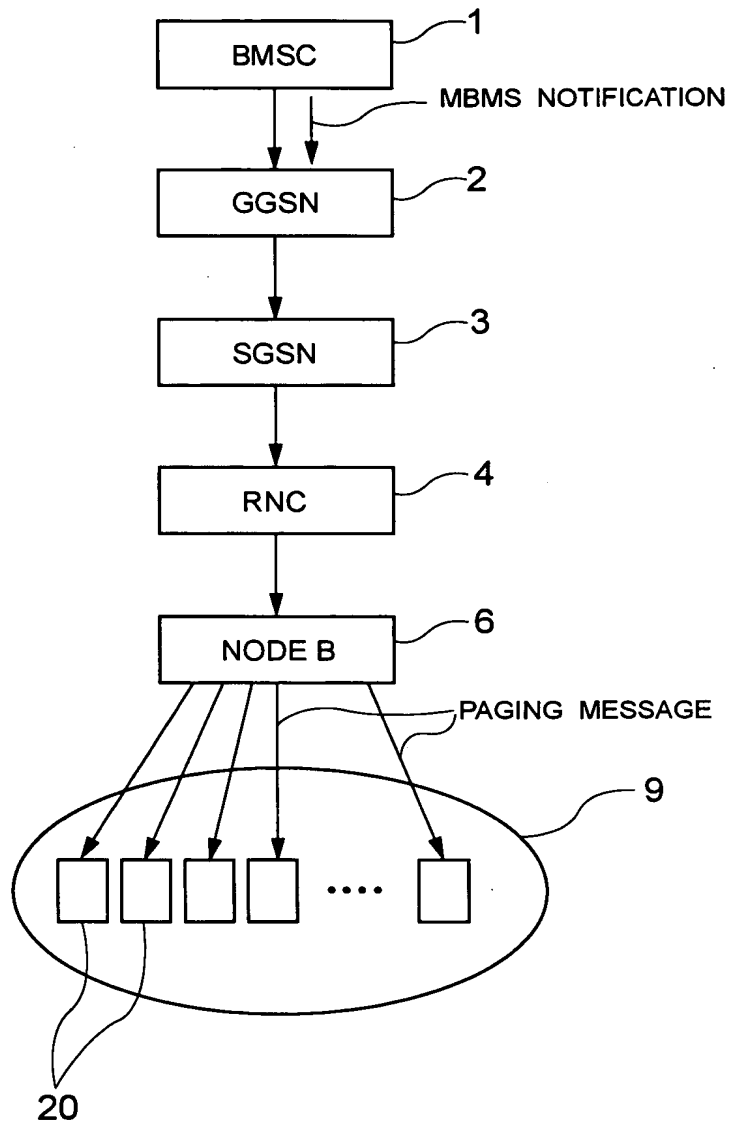 1
BMSC
MBMS NOTIFICATION
2
GGSN
3
SGSN
4
RNC
6
NODE B
PAGING MESSAGE
9
20